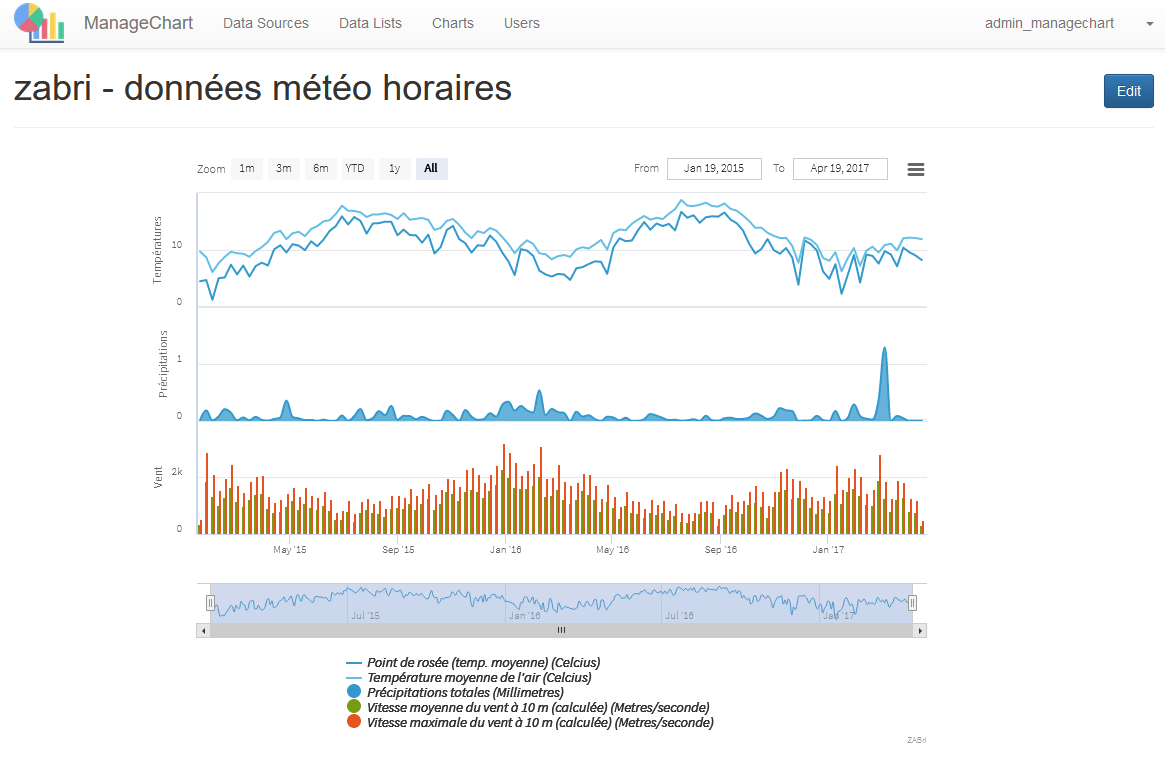 ManageChart Data Sources Data Lists Charts Users admin_managechart
zabri - données météo horaires
Edit
Zoom 1m 3m 6m YTD 1y All From Jan 19, 2015 To Apr 19, 2017
Températures
10
0
Précipitations
1
0
Vent
2k
0
May '15 Sep '15 Jan '16 May '16 Sep '16 Jan '17
Jul '15 Jan '16 Jul '16 Jan '17
Point de rosée (temp. moyenne) (Celcius)
Température moyenne de l'air (Celcius)
Précipitations totales (Millimetres)
Vitesse moyenne du vent à 10 m (calculée) (Metres/seconde)
Vitesse maximale du vent à 10 m (calculée) (Metres/seconde)
ZABrI